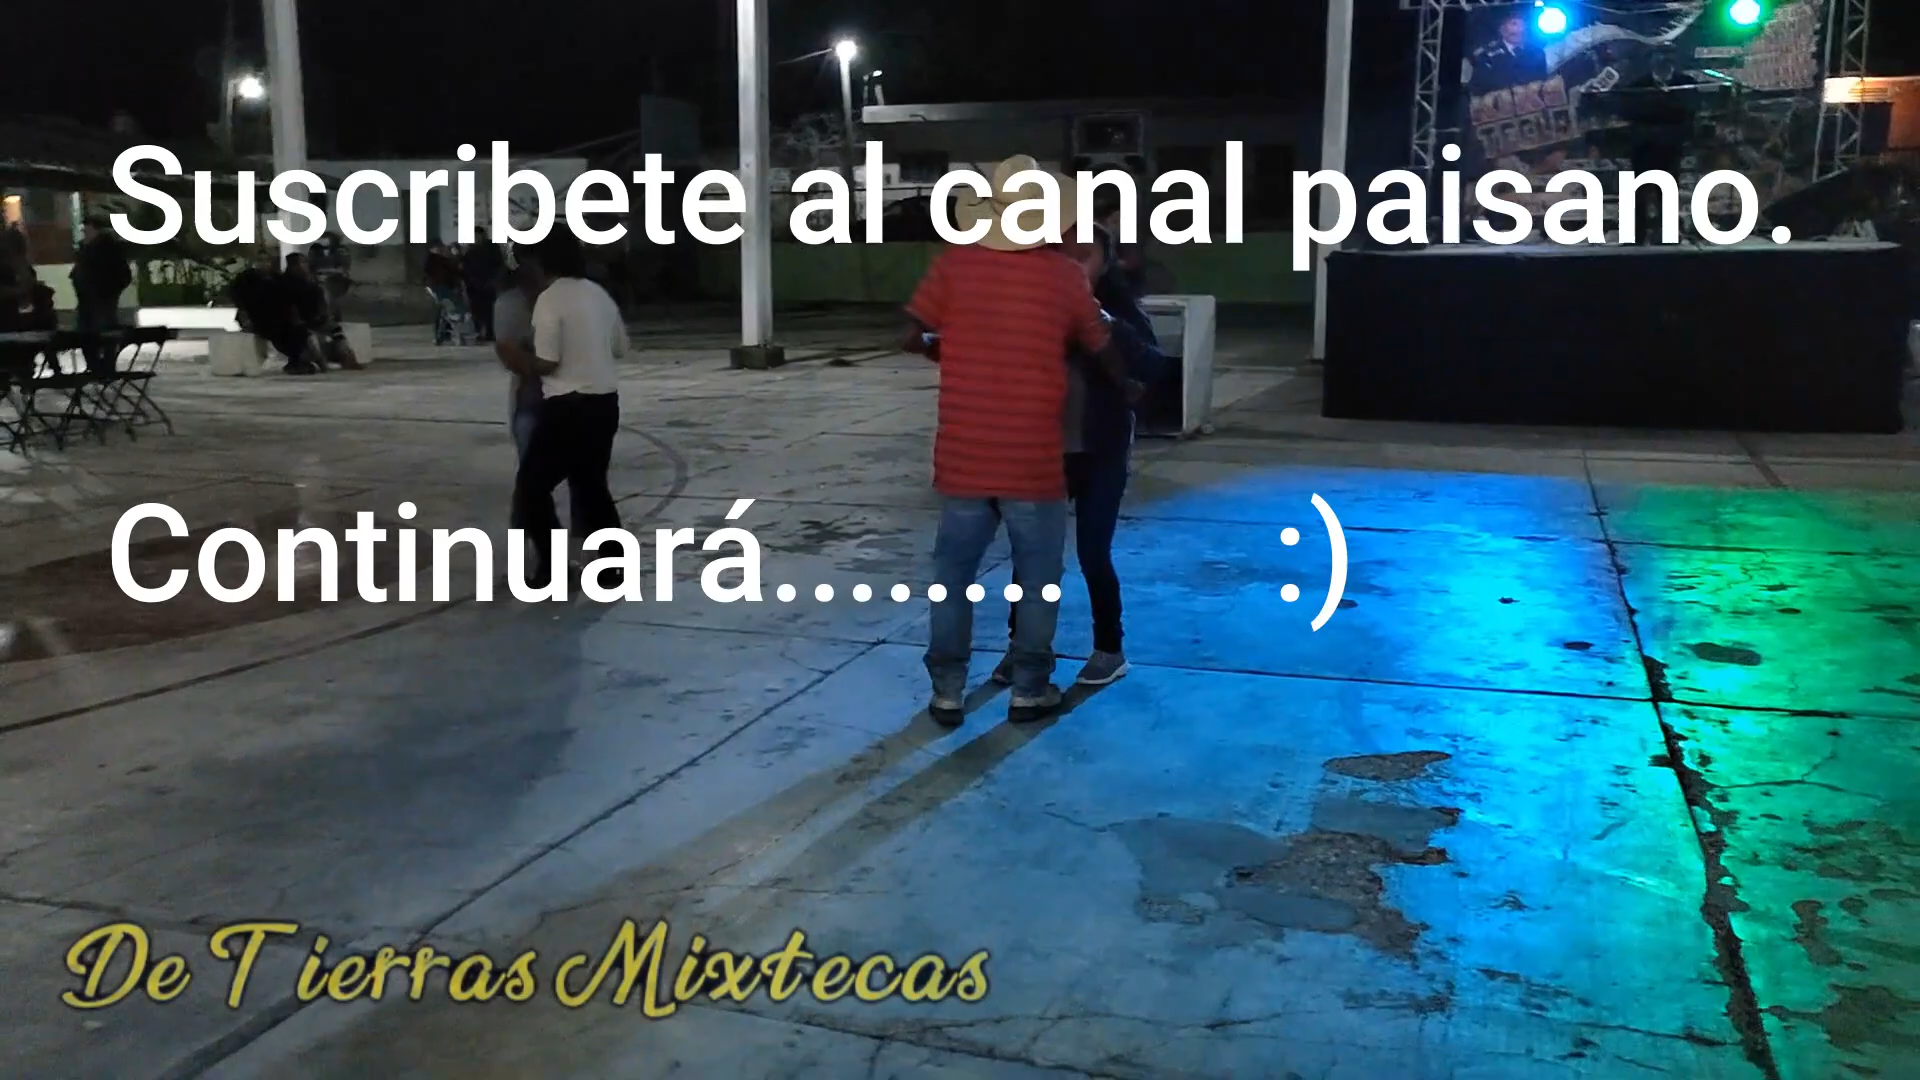 Suscribete al canal paisano.
Continuará........ :)
De Tierras Mixtecas